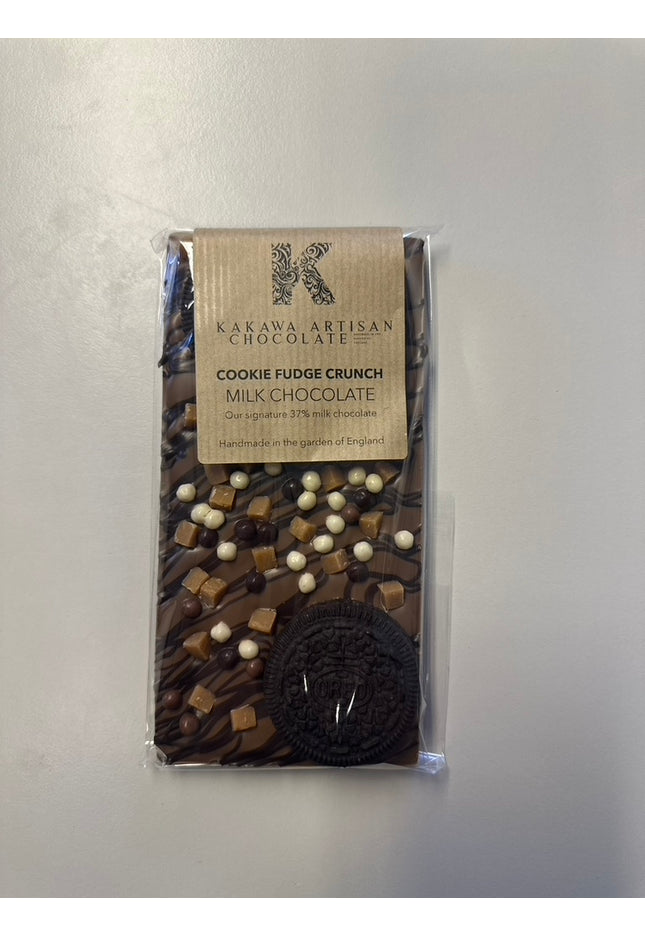 K
KAKAWA ARTISAN
CHOCOLATE
COOKIE FUDGE CRUNCH
MILK CHOCOLATE
Our signature 37% milk chocolate
Handmade in the garden of England
OREO